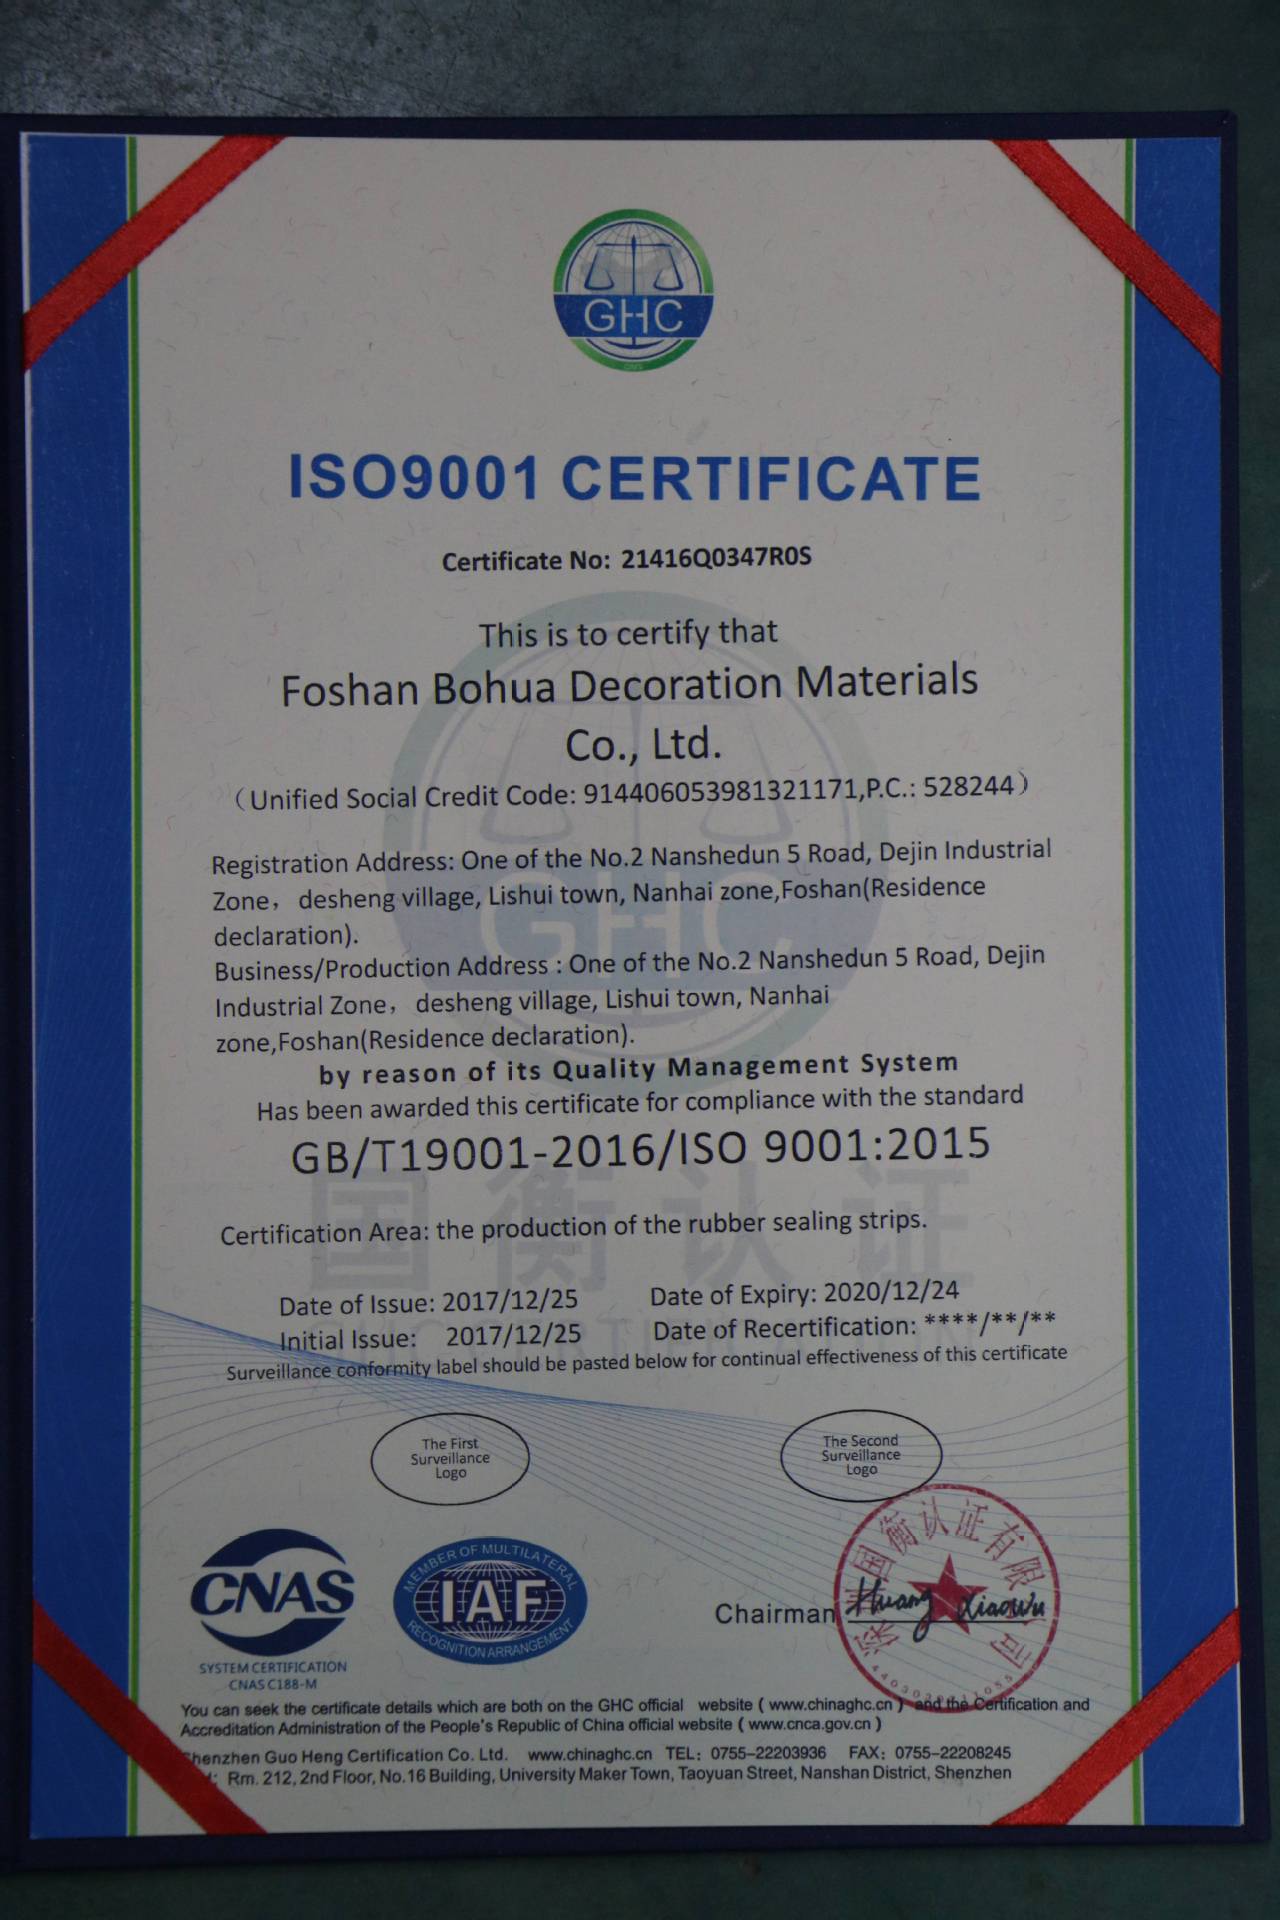 GHC
QMS
ISO9001 CERTIFICATE
Certificate No: 21416Q0347R0S
This is to certify that
Foshan Bohua Decoration Materials
Co., Ltd.
（Unified Social Credit Code: 914406053981321171,P.C.: 528244）
Registration Address: One of the No.2 Nanshedun 5 Road, Dejin Industrial
Zone， desheng village, Lishui town, Nanhai zone,Foshan(Residence
declaration).
Business/Production Address : One of the No.2 Nanshedun 5 Road, Dejin
Industrial Zone， desheng village, Lishui town, Nanhai
zone,Foshan(Residence declaration).
by reason of its Quality Management System
Has been awarded this certificate for compliance with the standard
GB/T19001-2016/ISO 9001:2015
国衡认证
Certification Area: the production of the rubber sealing strips.
Date of Issue: 2017/12/25 Date of Expiry: 2020/12/24
Initial Issue: 2017/12/25 Date of Recertification: ****/**/**
Surveillance conformity label should be pasted below for continual effectiveness of this certificate
The First
Surveillance
Logo
The Second
Surveillance
Logo
CNAS
SYSTEM CERTIFICATION
CNAS C188-M
MEMBER OF MULTILATERAL
IAF
RECOGNITION ARRANGEMENT
Chairman Huang Xiaowu
国衡认证有限
You can seek the certificate details which are both on the GHC official website ( www.chinaghc.cn ) and the Certification and
Accreditation Administration of the People's Republic of China official website ( www.cnca.gov.cn )
Shenzhen Guo Heng Certification Co. Ltd. www.chinaghc.cn TEL: 0755-22203936 FAX: 0755-22208245
Rm. 212, 2nd Floor, No.16 Building, University Maker Town, Taoyuan Street, Nanshan District, Shenzhen